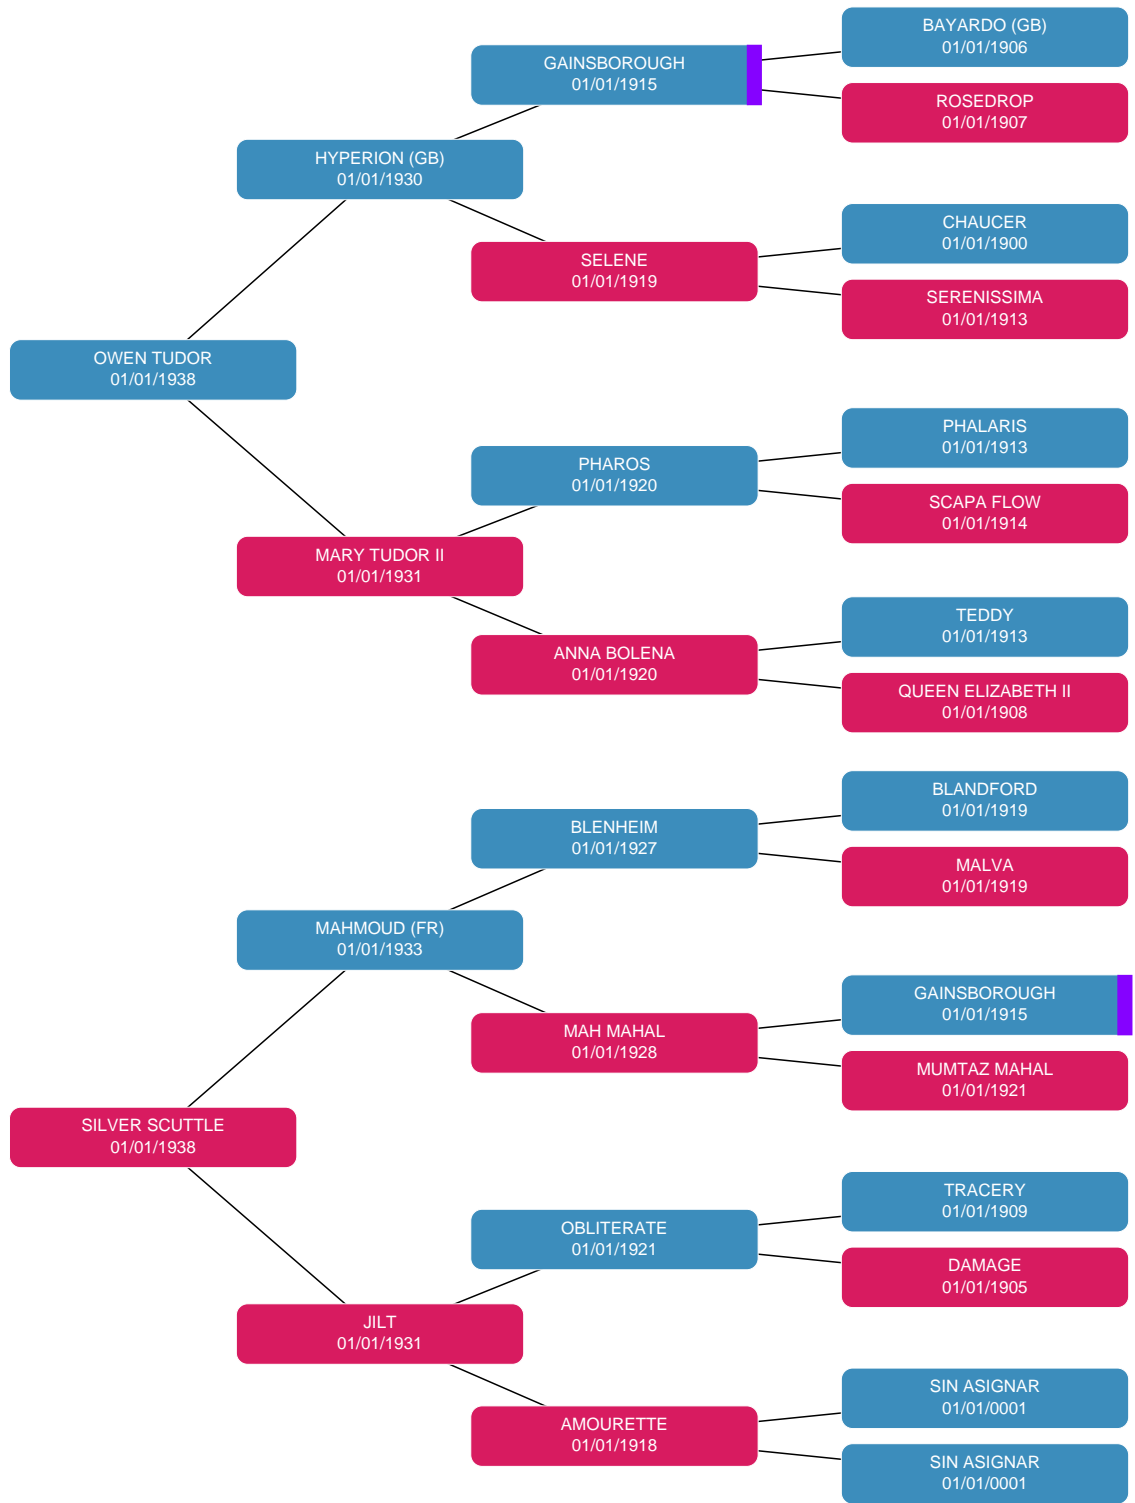 BAYARDO (GB)
01/01/1906
GAINSBOROUGH
01/01/1915
ROSEDROP
01/01/1907
HYPERION (GB)
01/01/1930
CHAUCER
01/01/1900
SELENE
01/01/1919
SERENISSIMA
01/01/1913
OWEN TUDOR
01/01/1938
PHALARIS
01/01/1913
PHAROS
01/01/1920
SCAPA FLOW
01/01/1914
MARY TUDOR II
01/01/1931
TEDDY
01/01/1913
ANNA BOLENA
01/01/1920
QUEEN ELIZABETH II
01/01/1908
BLANDFORD
01/01/1919
BLENHEIM
01/01/1927
MALVA
01/01/1919
MAHMOUD (FR)
01/01/1933
GAINSBOROUGH
01/01/1915
MAH MAHAL
01/01/1928
MUMTAZ MAHAL
01/01/1921
SILVER SCUTTLE
01/01/1938
TRACERY
01/01/1909
OBLITERATE
01/01/1921
DAMAGE
01/01/1905
JILT
01/01/1931
SIN ASIGNAR
01/01/0001
AMOURETTE
01/01/1918
SIN ASIGNAR
01/01/0001